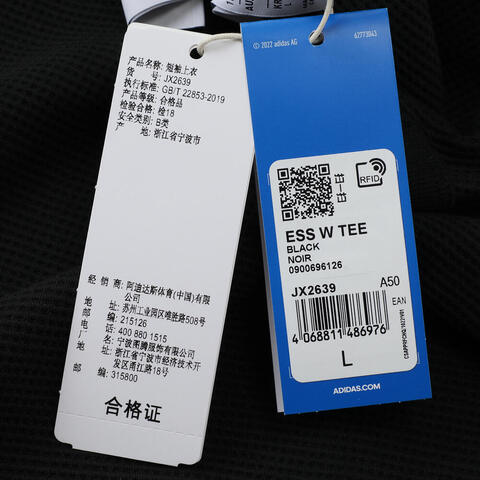 产品名称: 短袖上衣
货 号: JX2639
执行标准: GB/T 22853-2019
产品等级: 合格品
检验合格: 检18
安全类别: B类
产 地: 浙江省宁波市
经 销 商: 阿迪达斯体育(中国)有限公司
地 址: 苏州工业园区唯胜路508号
邮 编: 215126
电 话: 400 880 1515
厂 名: 宁波图腾服饰有限公司
厂 址: 浙江省宁波市经济技术开发区甬江路18号
邮 编: 315800
合格证
L
© 2022 adidas AG
62773043
RFID
ESS W TEE
BLACK
NOIR
0900696126
JX2639
A50
EAN
4 068811 486976
L
ADIDAS.COM